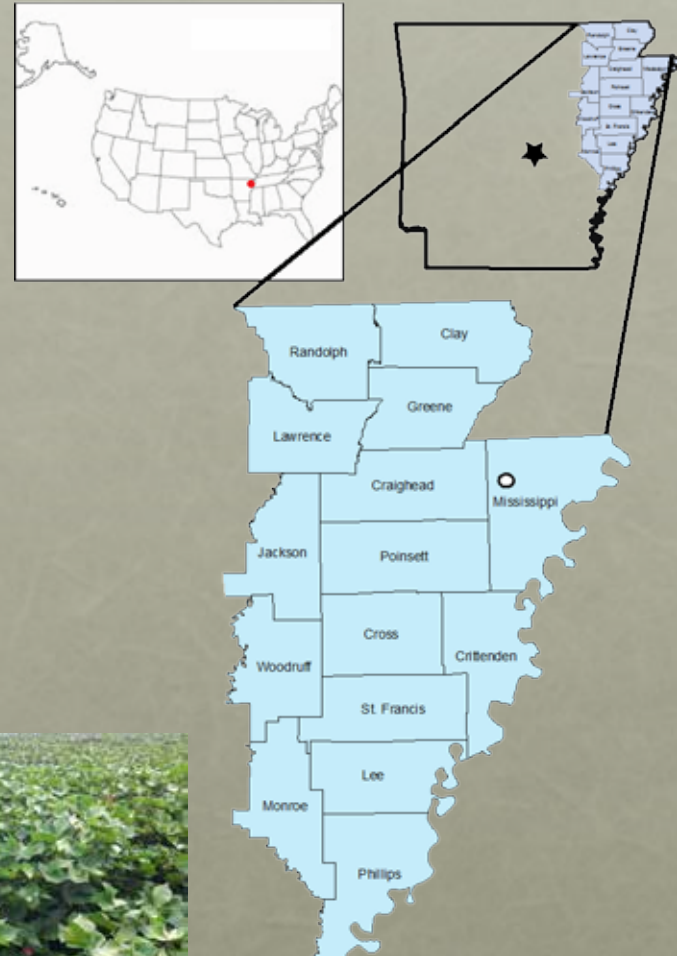 Randolph
Clay
Greene
Lawrence
Craighead
Mississippi
Jackson
Poinsett
Cross
Crittenden
Woodruff
St. Francis
Lee
Monroe
Phillips